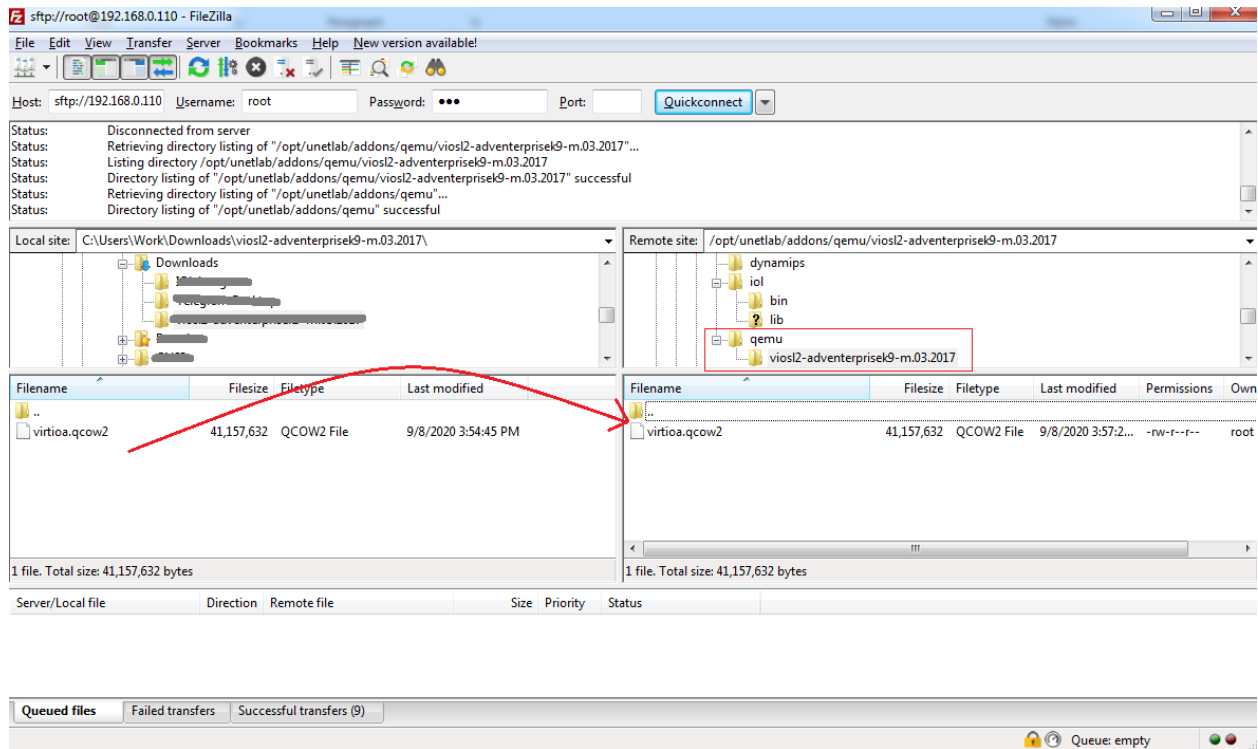 sftp://root@192.168.0.110 - FileZilla
File Edit View Transfer Server Bookmarks Help New version available!
Host: sftp://192.168.0.110 Username: root Password: ●●● Port: Quickconnect
Status: Disconnected from server
Status: Retrieving directory listing of "/opt/unetlab/addons/qemu/viosl2-adventerprisek9-m.03.2017"...
Status: Listing directory /opt/unetlab/addons/qemu/viosl2-adventerprisek9-m.03.2017
Status: Directory listing of "/opt/unetlab/addons/qemu/viosl2-adventerprisek9-m.03.2017" successful
Status: Retrieving directory listing of "/opt/unetlab/addons/qemu"...
Status: Directory listing of "/opt/unetlab/addons/qemu" successful
Local site: C:\Users\Work\Downloads\viosl2-adventerprisek9-m.03.2017\
Downloads
Remote site: /opt/unetlab/addons/qemu/viosl2-adventerprisek9-m.03.2017
dynamips
iol
bin
? lib
qemu
viosl2-adventerprisek9-m.03.2017
Filename Filesize Filetype Last modified
..
virtioa.qcow2 41,157,632 QCOW2 File 9/8/2020 3:54:45 PM
1 file. Total size: 41,157,632 bytes
Filename Filesize Filetype Last modified Permissions Own
..
virtioa.qcow2 41,157,632 QCOW2 File 9/8/2020 3:57:2... -rw-r--r-- root
1 file. Total size: 41,157,632 bytes
Server/Local file Direction Remote file Size Priority Status
Queued files Failed transfers Successful transfers (9)
Queue: empty